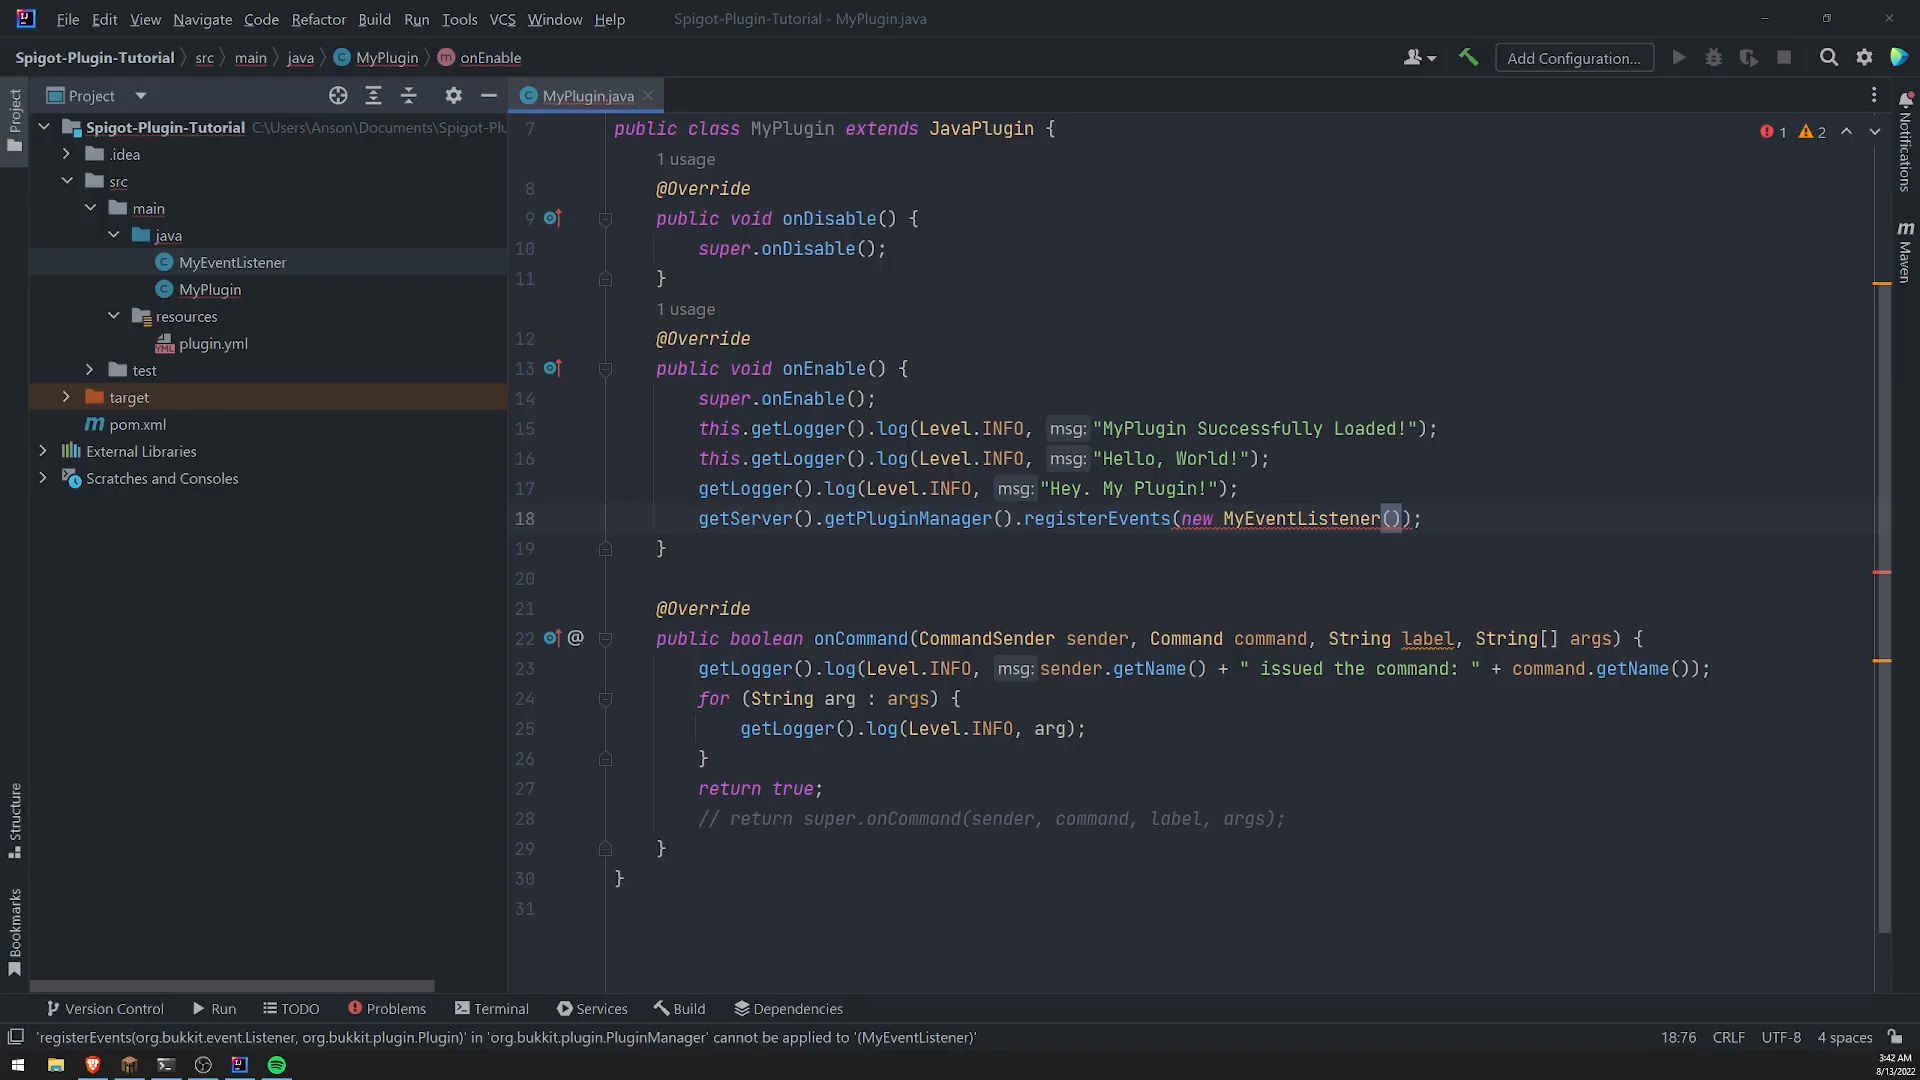 File Edit View Navigate Code Refactor Build Run Tools VCS Window Help Spigot-Plugin-Tutorial - MyPlugin.java
Spigot-Plugin-Tutorial src main java MyPlugin onEnable Add Configuration...
Project MyPlugin.java
Spigot-Plugin-Tutorial C:\Users\Anson\Documents\Spigot-Plu
.idea
src
main
java
MyEventListener
MyPlugin
resources
plugin.yml
test
target
pom.xml
External Libraries
Scratches and Consoles
7 public class MyPlugin extends JavaPlugin {
1 usage
8 @Override
9 public void onDisable() {
10 super.onDisable();
11 }
1 usage
12 @Override
13 public void onEnable() {
14 super.onEnable();
15 this.getLogger().log(Level.INFO, msg: "MyPlugin Successfully Loaded!");
16 this.getLogger().log(Level.INFO, msg: "Hello, World!");
17 getLogger().log(Level.INFO, msg: "Hey. My Plugin!");
18 getServer().getPluginManager().registerEvents(new MyEventListener());
19 }
20
21 @Override
22 @ public boolean onCommand(CommandSender sender, Command command, String label, String[] args) {
23 getLogger().log(Level.INFO, msg: sender.getName() + " issued the command: " + command.getName());
24 for (String arg : args) {
25 getLogger().log(Level.INFO, arg);
26 }
27 return true;
28 // return super.onCommand(sender, command, label, args);
29 }
30 }
31
1 2
Project
Structure
Bookmarks
Notifications
m Maven
Version Control Run TODO Problems Terminal Services Build Dependencies
'registerEvents(org.bukkit.event.Listener, org.bukkit.plugin.Plugin)' in 'org.bukkit.plugin.PluginManager' cannot be applied to '(MyEventListener)' 18:76 CRLF UTF-8 4 spaces
3:42 AM
8/13/2022